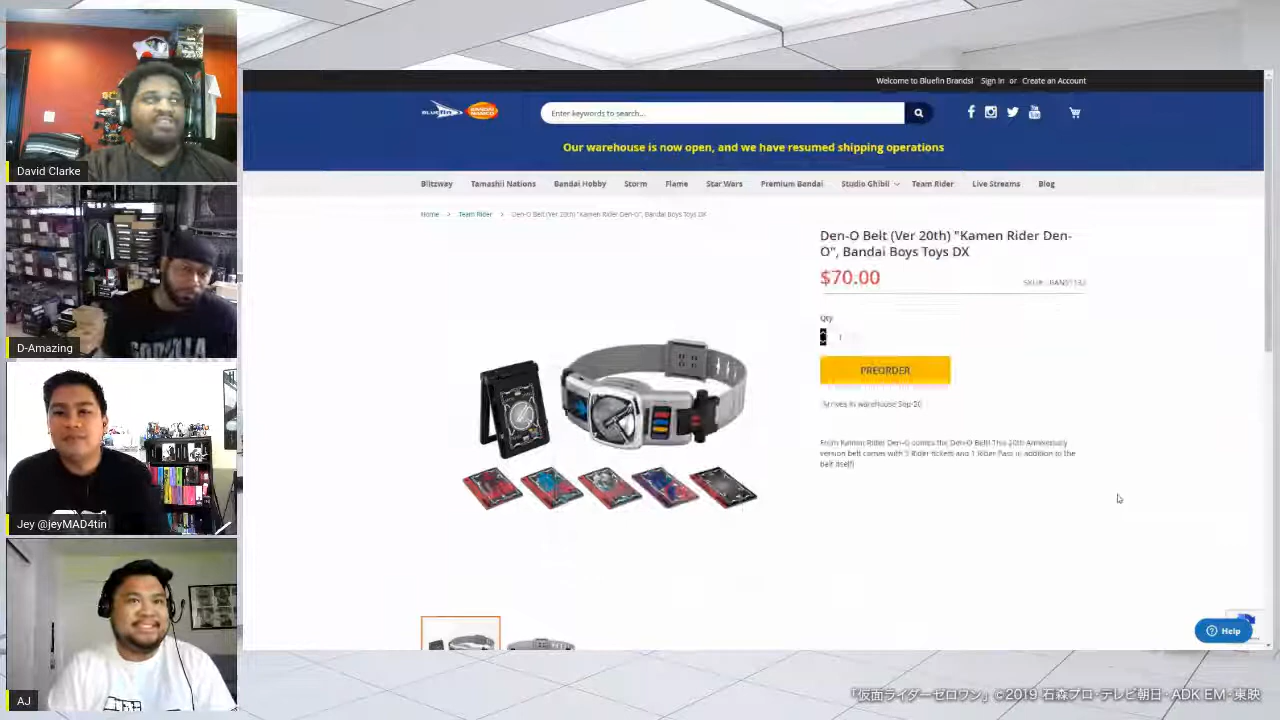 David Clarke
D-Amazing
GORILLA
Jey @jeyMAD4tin
AJ
Welcome to Bluefin Brands! Sign In or Create an Account
BLUEfin BANDAI NAMCO
Enter keywords to search...
Our warehouse is now open, and we have resumed shipping operations
Blitzway Tamashii Nations Bandai Hobby Storm Flame Star Wars Premium Bandai Studio Ghibli Team Rider Live Streams Blog
Home > Team Rider > Den-O Belt (Ver 20th) "Kamen Rider Den-O", Bandai Boys Toys DX
Den-O Belt (Ver 20th) "Kamen Rider Den-
O", Bandai Boys Toys DX
$70.00
SKU#:
Qty
1
PREORDER
Arrives in warehouse Sep-20
From Kamen Rider Den-O comes the Den-O Belt! This 20th Anniversary
version belt comes with 5 Rider tickets and 1 Rider Pass in addition to the
belt itself!
Help
「仮面ライダーゼロワン」©2019 石森プロ・テレビ朝日・ADK EM・東映